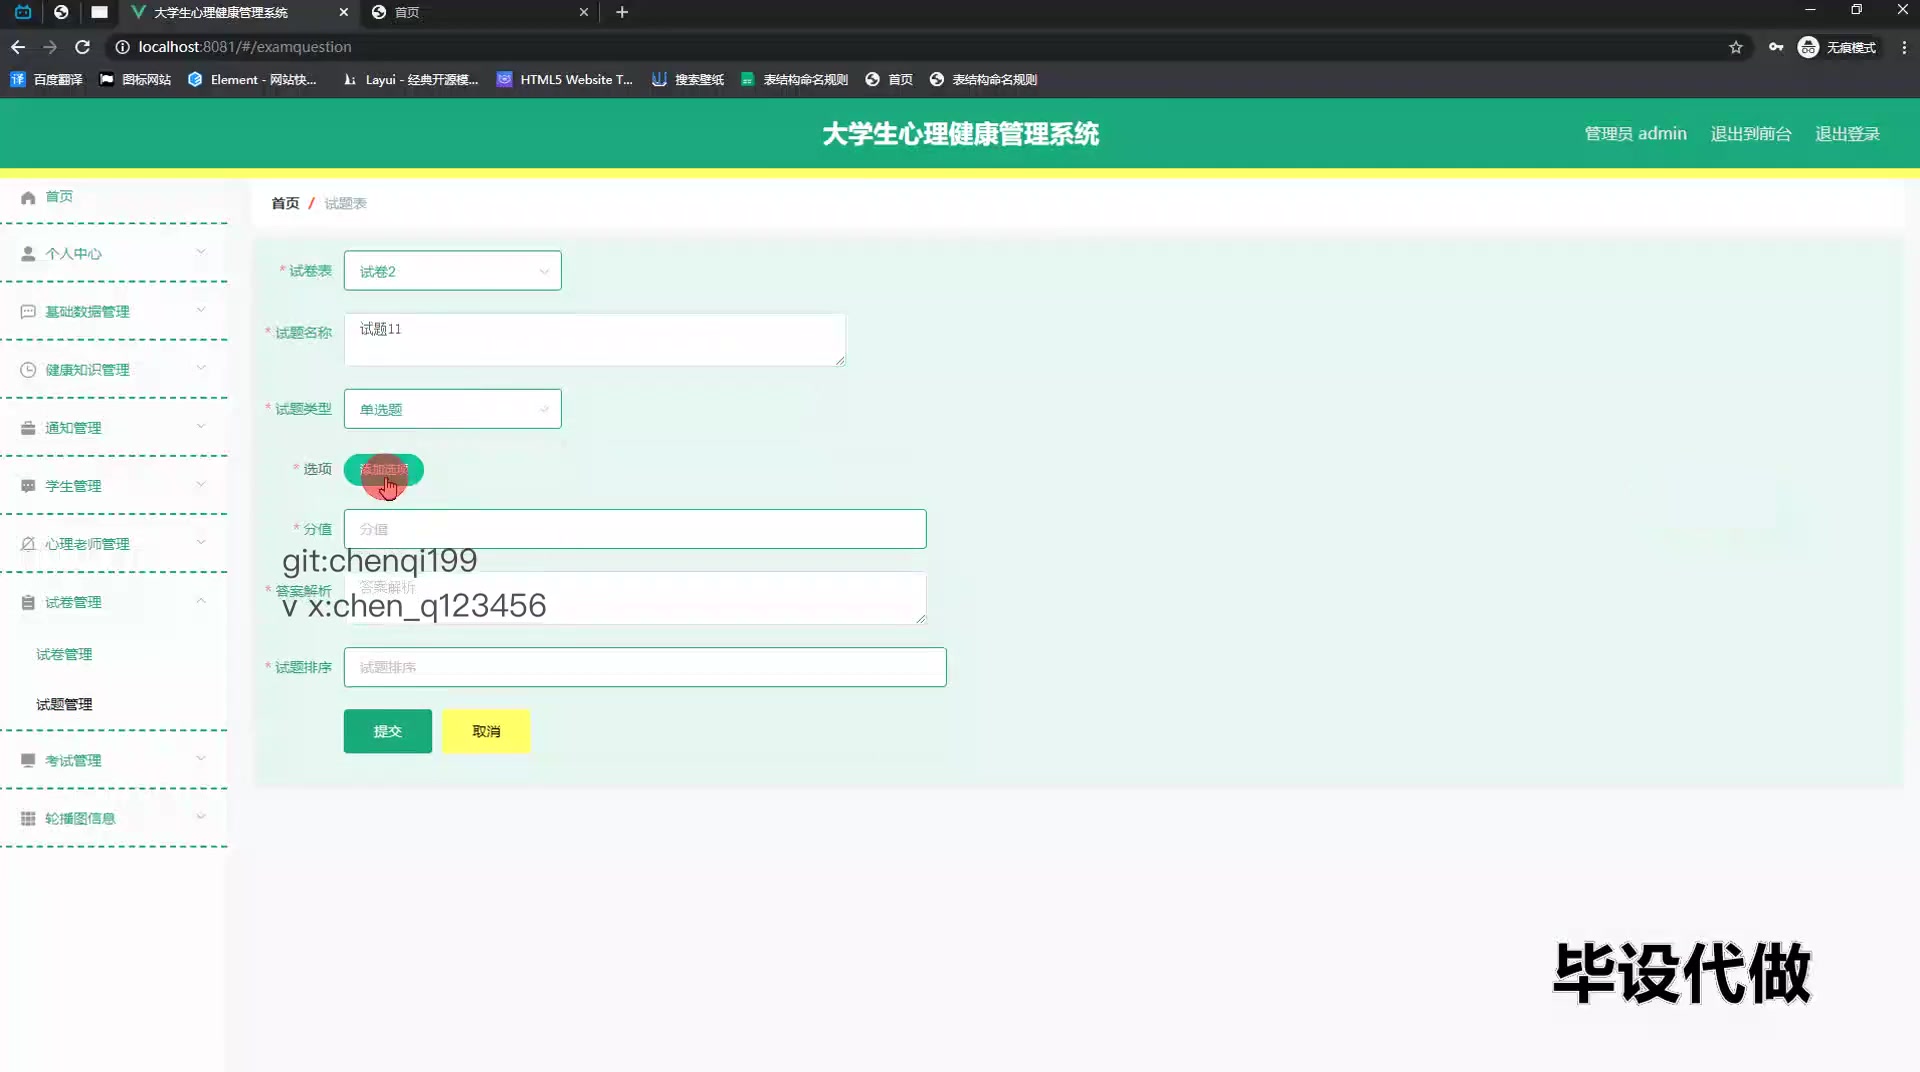 大学生心理健康管理系统
首页
localhost:8081/#/examquestion
无痕模式
百度翻译
图标网站
Element - 网站快...
Layui - 经典开源模...
HTML5 Website T...
搜索壁纸
表结构命名规则
首页
表结构命名规则
大学生心理健康管理系统
管理员 admin
退出到前台
退出登录
首页
个人中心
基础数据管理
健康知识管理
通知管理
学生管理
心理老师管理
试卷管理
试卷管理
试题管理
考试管理
轮播图信息
首页 / 试题表
* 试卷表 试卷2
* 试题名称 试题11
* 试题类型 单选题
* 选项 添加选项
* 分值 分值
git:chenqi199
* 答案解析 答案解析
v x:chen_q123456
* 试题排序 试题排序
提交 取消
毕设代做